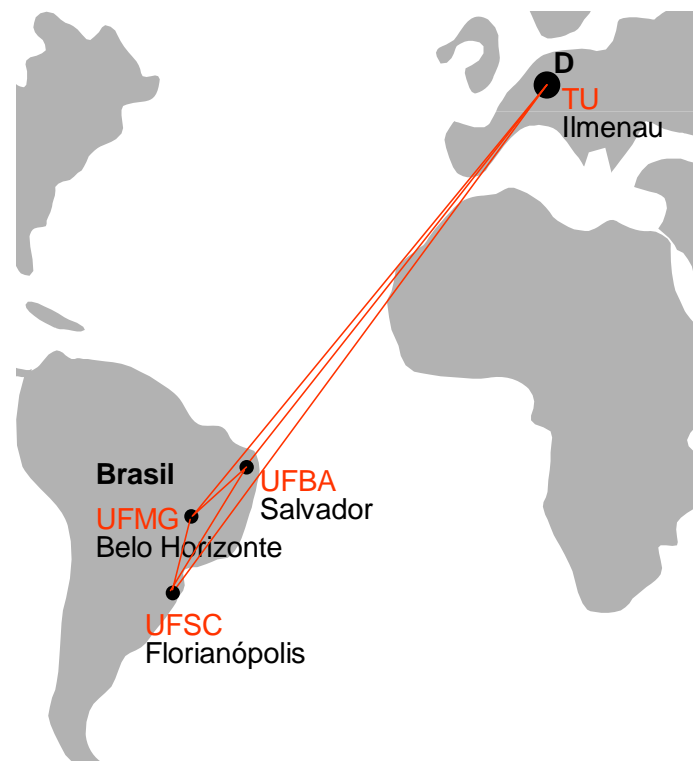 D
TU
Ilmenau
Brasil
UFBA
Salvador
UFMG
Belo Horizonte
UFSC
Florianópolis